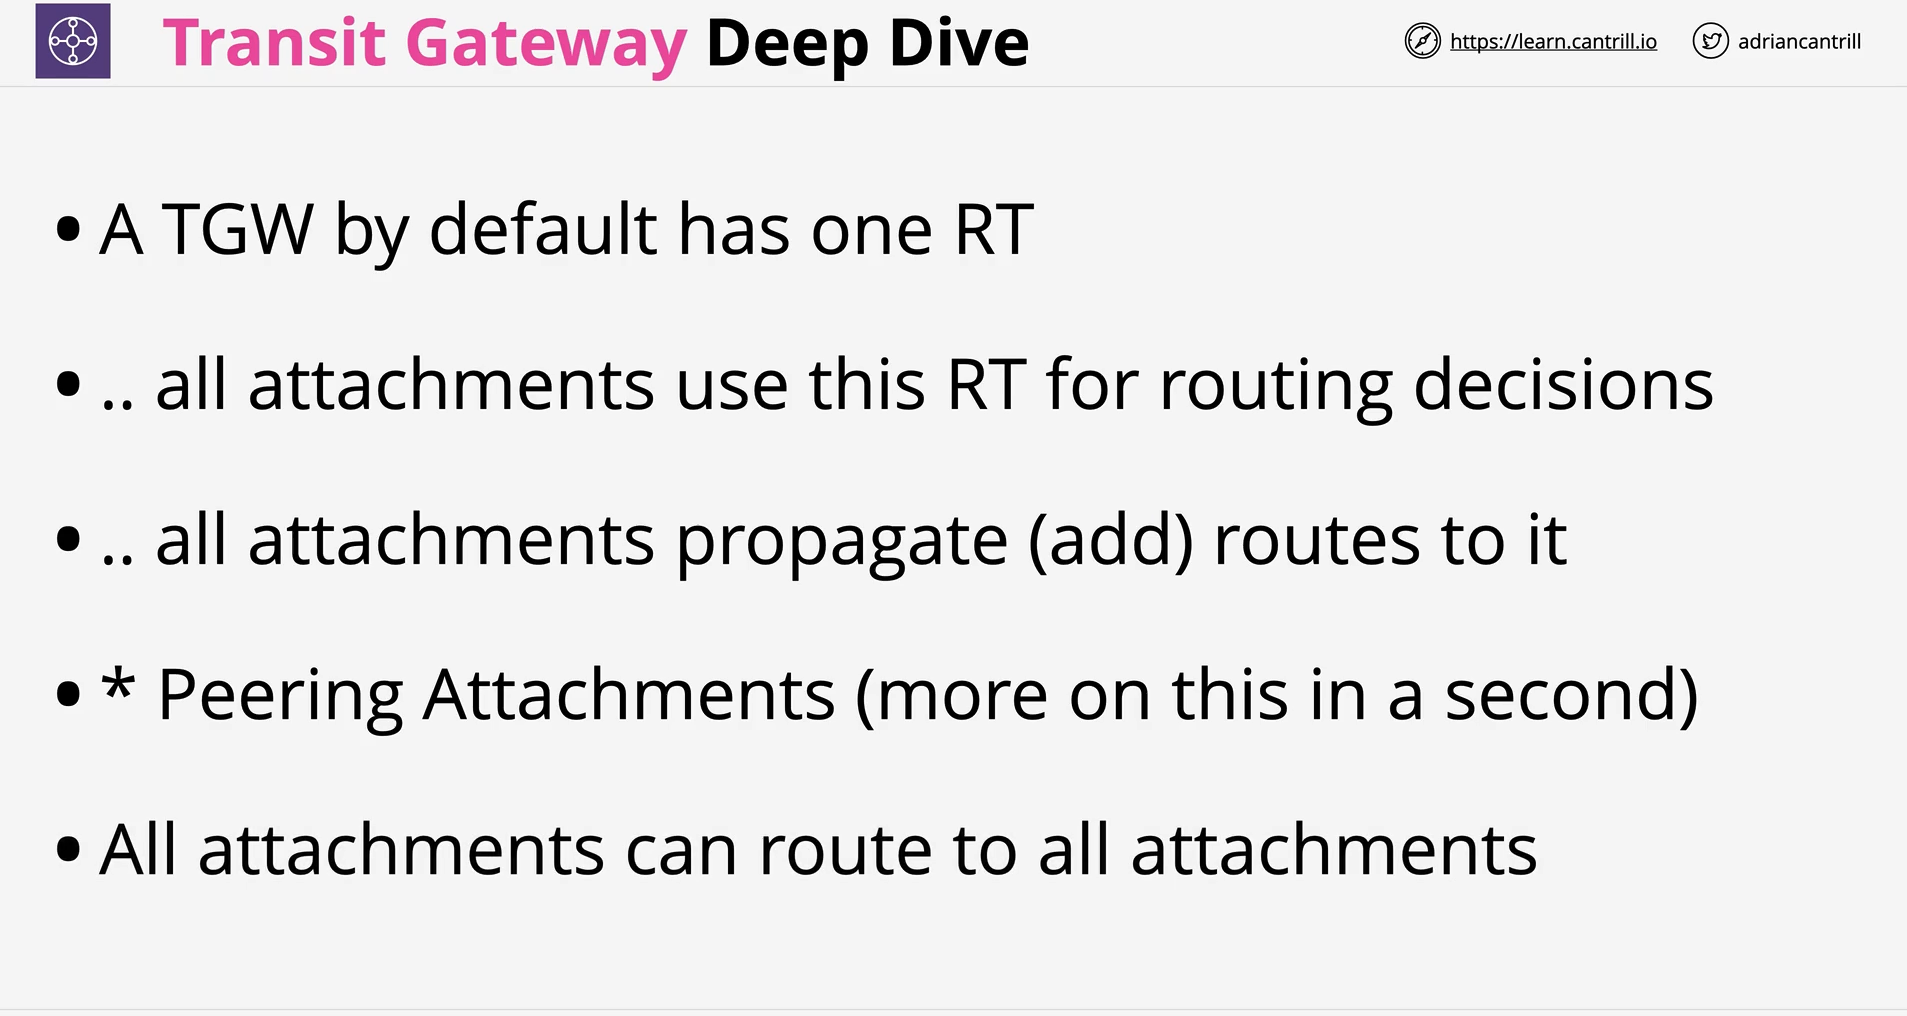 Transit Gateway Deep Dive
https://learn.cantrill.io
adriancantrill
• A TGW by default has one RT
• .. all attachments use this RT for routing decisions
• .. all attachments propagate (add) routes to it
• * Peering Attachments (more on this in a second)
• All attachments can route to all attachments